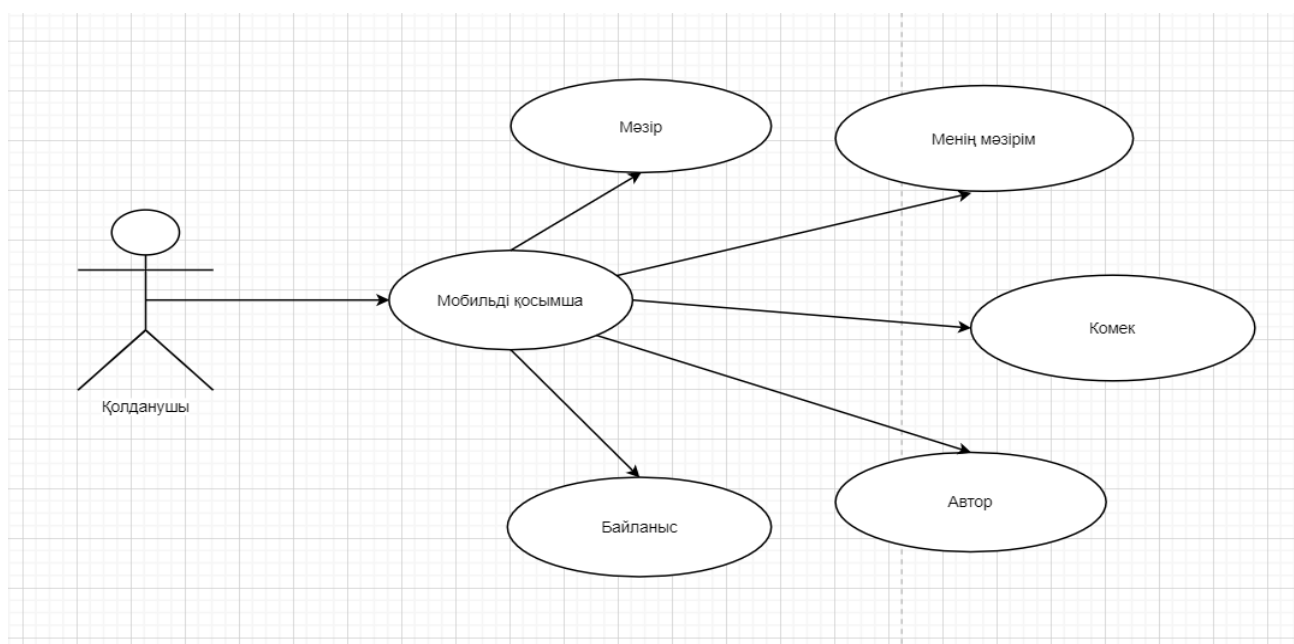 Мәзір
Менің мәзірім
Мобильді қосымша
Комек
Қолданушы
Автор
Байланыс